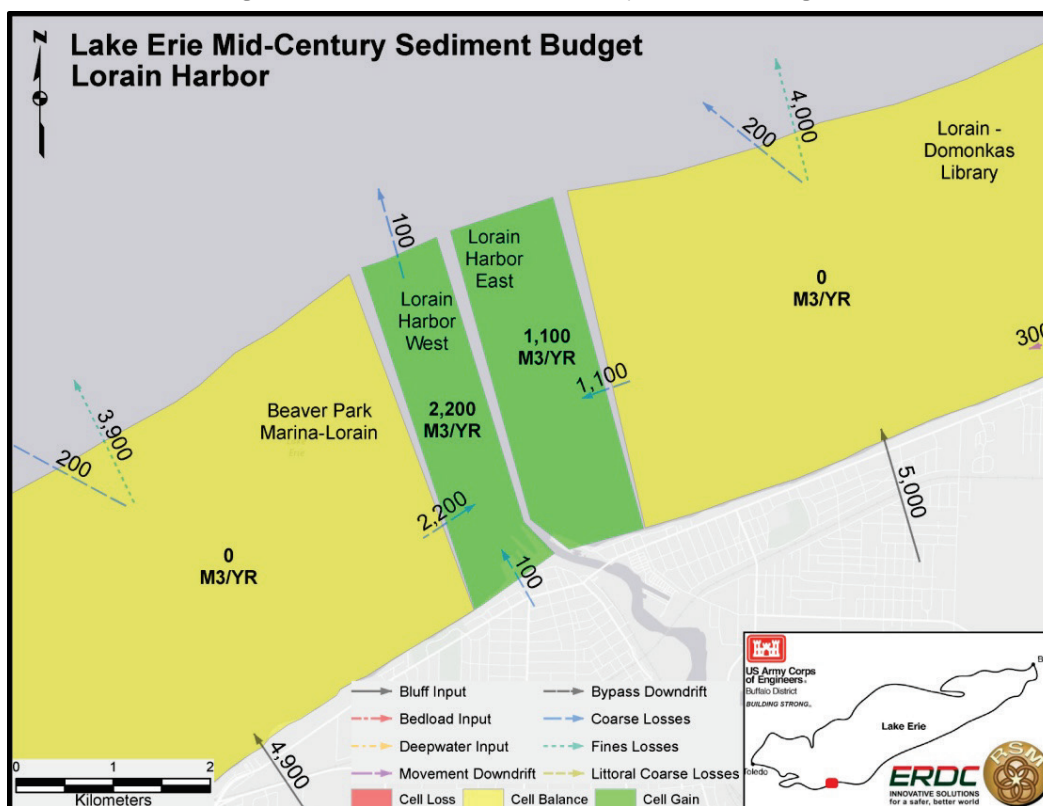 Lake Erie Mid-Century Sediment Budget
Lorain Harbor
N
4,000
200
Lorain -
Domonkas
Library
100
Lorain
Harbor
East
Lorain
Harbor
West
0
M3/YR
1,100
M3/YR
300
1,100
3,900
200
Beaver Park
Marina-Lorain
2,200
M3/YR
5,000
2,200
0
M3/YR
100
4,900
Bluff Input
Bypass Downdrift
Bedload Input
Coarse Losses
Deepwater Input
Fines Losses
Movement Downdrift
Littoral Coarse Losses
Cell Loss
Cell Balance
Cell Gain
0 1 2
Kilometers
US Army Corps
of Engineers®
Buffalo District
BUILDING STRONG®
B
Lake Erie
Toledo
ERDC
INNOVATIVE SOLUTIONS
for a safer, better world
RSM